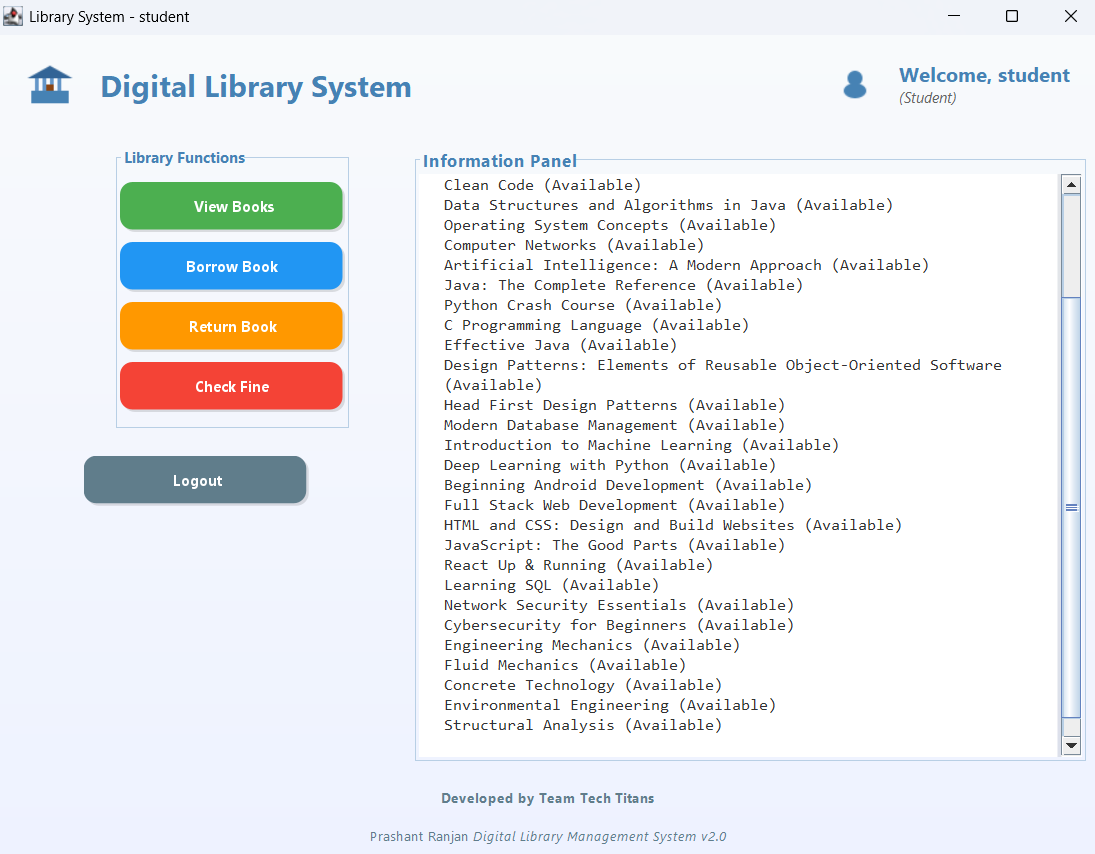 Library System - student
Digital Library System
Welcome, student
(Student)
Library Functions
View Books
Borrow Book
Return Book
Check Fine
Logout
Information Panel
Clean Code (Available)
Data Structures and Algorithms in Java (Available)
Operating System Concepts (Available)
Computer Networks (Available)
Artificial Intelligence: A Modern Approach (Available)
Java: The Complete Reference (Available)
Python Crash Course (Available)
C Programming Language (Available)
Effective Java (Available)
Design Patterns: Elements of Reusable Object-Oriented Software
(Available)
Head First Design Patterns (Available)
Modern Database Management (Available)
Introduction to Machine Learning (Available)
Deep Learning with Python (Available)
Beginning Android Development (Available)
Full Stack Web Development (Available)
HTML and CSS: Design and Build Websites (Available)
JavaScript: The Good Parts (Available)
React Up & Running (Available)
Learning SQL (Available)
Network Security Essentials (Available)
Cybersecurity for Beginners (Available)
Engineering Mechanics (Available)
Fluid Mechanics (Available)
Concrete Technology (Available)
Environmental Engineering (Available)
Structural Analysis (Available)
Developed by Team Tech Titans
Prashant Ranjan Digital Library Management System v2.0